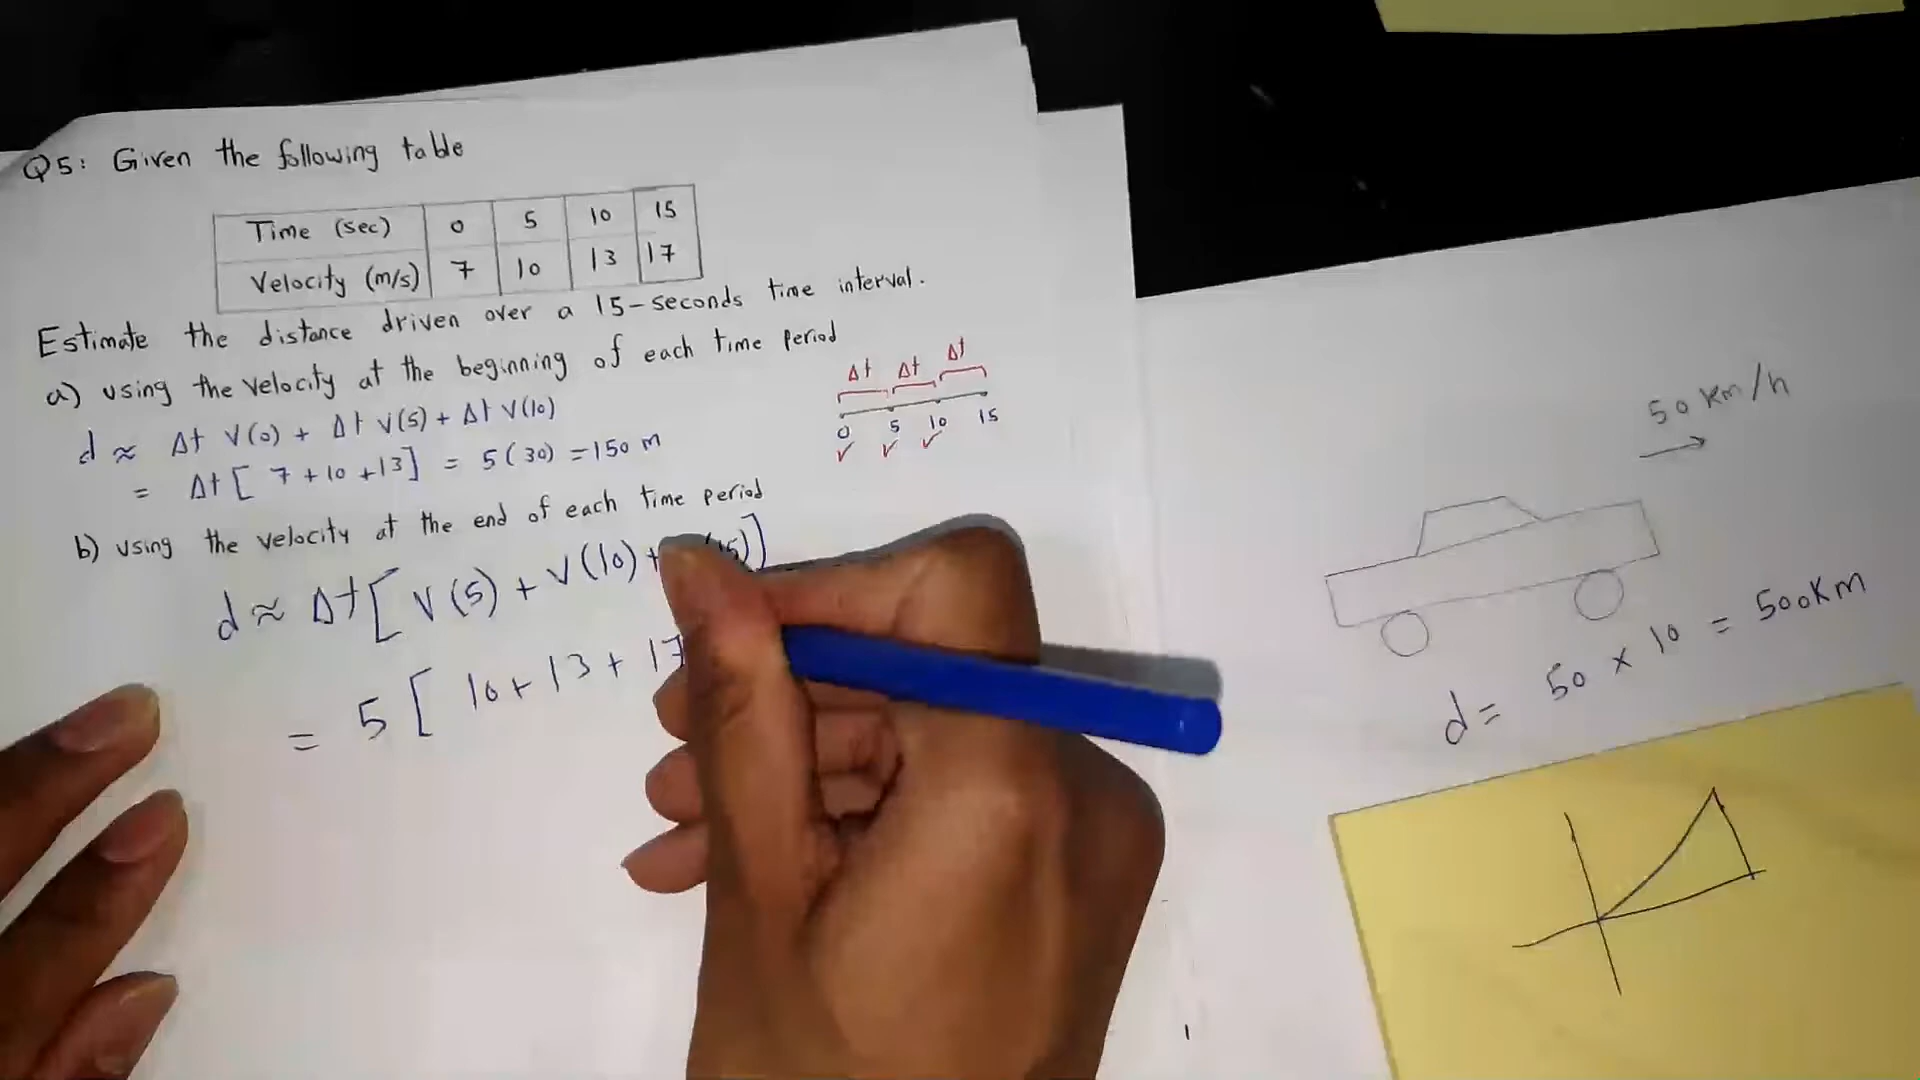 Q5: Given the following table
Time (sec) 0 5 10 15
Velocity (m/s) 7 10 13 17
Estimate the distance driven over a 15-seconds time interval.
a) using the velocity at the beginning of each time period
d ≈ Δt V(0) + Δt V(5) + Δt V(10)
= Δt [ 7 + 10 + 13] = 5(30) = 150 m
Δt Δt Δt
0 5 10 15
✓ ✓ ✓
b) using the velocity at the end of each time period
d ≈ Δt [ V(5) + V(10) + (15)]
= 5 [ 10 + 13 + 17
50 km/h
d = 50 × 10 = 500Km